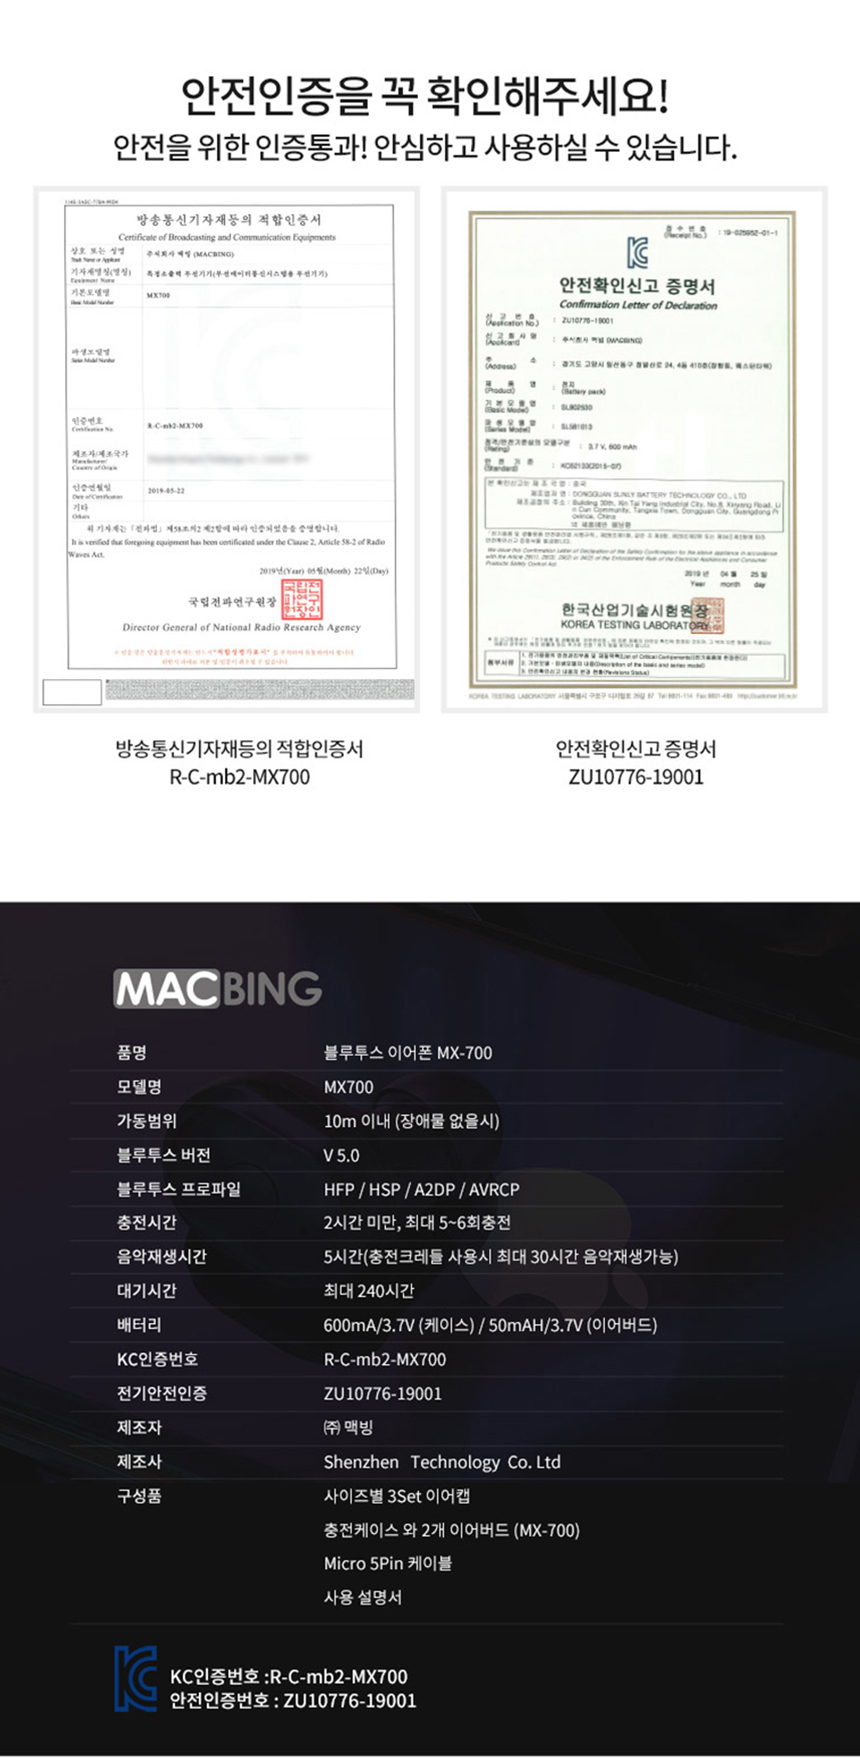 안전인증을 꼭 확인해주세요!
안전을 위한 인증통과! 안심하고 사용하실 수 있습니다.
방송통신기자재등의 적합인증서
Certificate of Broadcasting and Communication Equipments
상호 또는 성명
Trade Name or Applicant
주식회사 맥빙 (MACBING)
기자재명칭(명칭)
Equipment Name
특정소출력 무선기기(무선데이터통신시스템용 무선기기)
기본모델명
Basic Model Number
MX700
파생모델명
Series Model Number
인증번호
Certification No.
R-C-mb2-MX700
제조자/제조국가
Manufacturer/
Country of Origin
인증연월일
Date of Certification
2019-05-22
기타
Others
위 기자재는 「전파법」 제58조의2 제2항에 따라 인증되었음을 증명합니다.
It is verified that foregoing equipment has been certificated under the Clause 2, Article 58-2 of Radio
Waves Act.
2019년(Year) 05월(Month) 22일(Day)
국립전파연구원장
Director General of National Radio Research Agency
접수번호
(Receipt No.) : 19-025952-01-1
안전확인신고 증명서
Confirmation Letter of Declaration
신고번호
(Application No.) : ZU10776-19001
신고회사명
(Applicant) : 주식회사 맥빙 (MACBING)
주 소
(Address)
제 품 명
(Product) : 전지
(Battery pack)
기본모델명
(Basic Model) : SL802530
파생모델명
(Series Model) : SL581013
(Rating) : 3.7 V, 600 mAh
안전기준
(Standard) : KC62133(2015-07)
DONGGUAN SUNLY BATTERY TECHNOLOGY CO., LTD
Building 30th, Xin Tai Yang Industrial City, No.8, Xinyang Road, Li
n Cun Community, Tangxia Town, Dongguan City, Guangdong Pr
ovince, China
2019 년 04 월 25 일
Year month day
한국산업기술시험원장
KOREA TESTING LABORATORY
방송통신기자재등의 적합인증서
R-C-mb2-MX700
안전확인신고 증명서
ZU10776-19001
MACBING
품명 블루투스 이어폰 MX-700
모델명 MX700
가동범위 10m 이내 (장애물 없을시)
블루투스 버전 V 5.0
블루투스 프로파일 HFP / HSP / A2DP / AVRCP
충전시간 2시간 미만, 최대 5~6회충전
음악재생시간 5시간(충전크레들 사용시 최대 30시간 음악재생가능)
대기시간 최대 240시간
배터리 600mA/3.7V (케이스) / 50mAH/3.7V (이어버드)
KC인증번호 R-C-mb2-MX700
전기안전인증 ZU10776-19001
제조자 ㈜ 맥빙
제조사 Shenzhen Technology Co. Ltd
구성품 사이즈별 3Set 이어캡
충전케이스 와 2개 이어버드 (MX-700)
Micro 5Pin 케이블
사용 설명서
KC인증번호 :R-C-mb2-MX700
안전인증번호 : ZU10776-19001